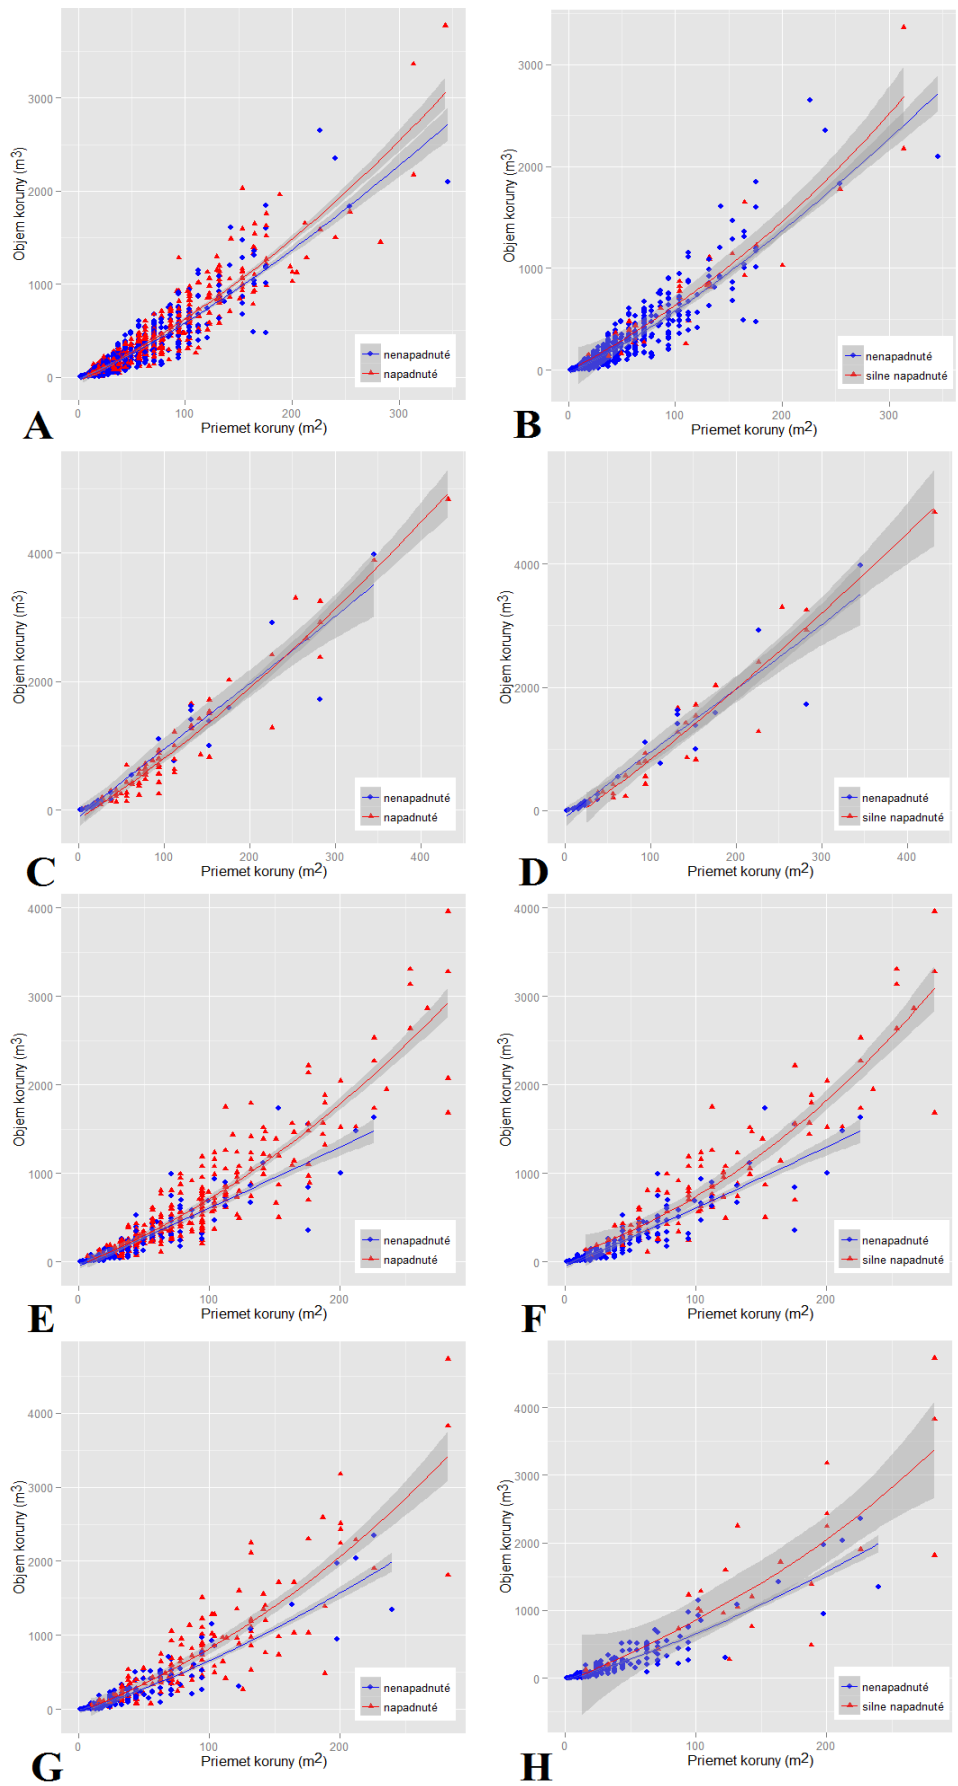 Objem koruny (m3)
3000
2000
1000
0
0 100 200 300
Priemet koruny (m2)
nenapadnuté
napadnuté
A
Objem koruny (m3)
3000
2000
1000
0
0 100 200 300
Priemet koruny (m2)
nenapadnuté
silne napadnuté
B
Objem koruny (m3)
4000
2000
0
0 100 200 300 400
Priemet koruny (m2)
nenapadnuté
napadnuté
C
Objem koruny (m3)
4000
2000
0
0 100 200 300 400
Priemet koruny (m2)
nenapadnuté
silne napadnuté
D
Objem koruny (m3)
4000
3000
2000
1000
0
0 100 200
Priemet koruny (m2)
nenapadnuté
napadnuté
E
Objem koruny (m3)
4000
3000
2000
1000
0
0 100 200
Priemet koruny (m2)
nenapadnuté
silne napadnuté
F
Objem koruny (m3)
4000
3000
2000
1000
0
0 100 200
Priemet koruny (m2)
nenapadnuté
napadnuté
G
Objem koruny (m3)
4000
3000
2000
1000
0
0 100 200
Priemet koruny (m2)
nenapadnuté
silne napadnuté
H